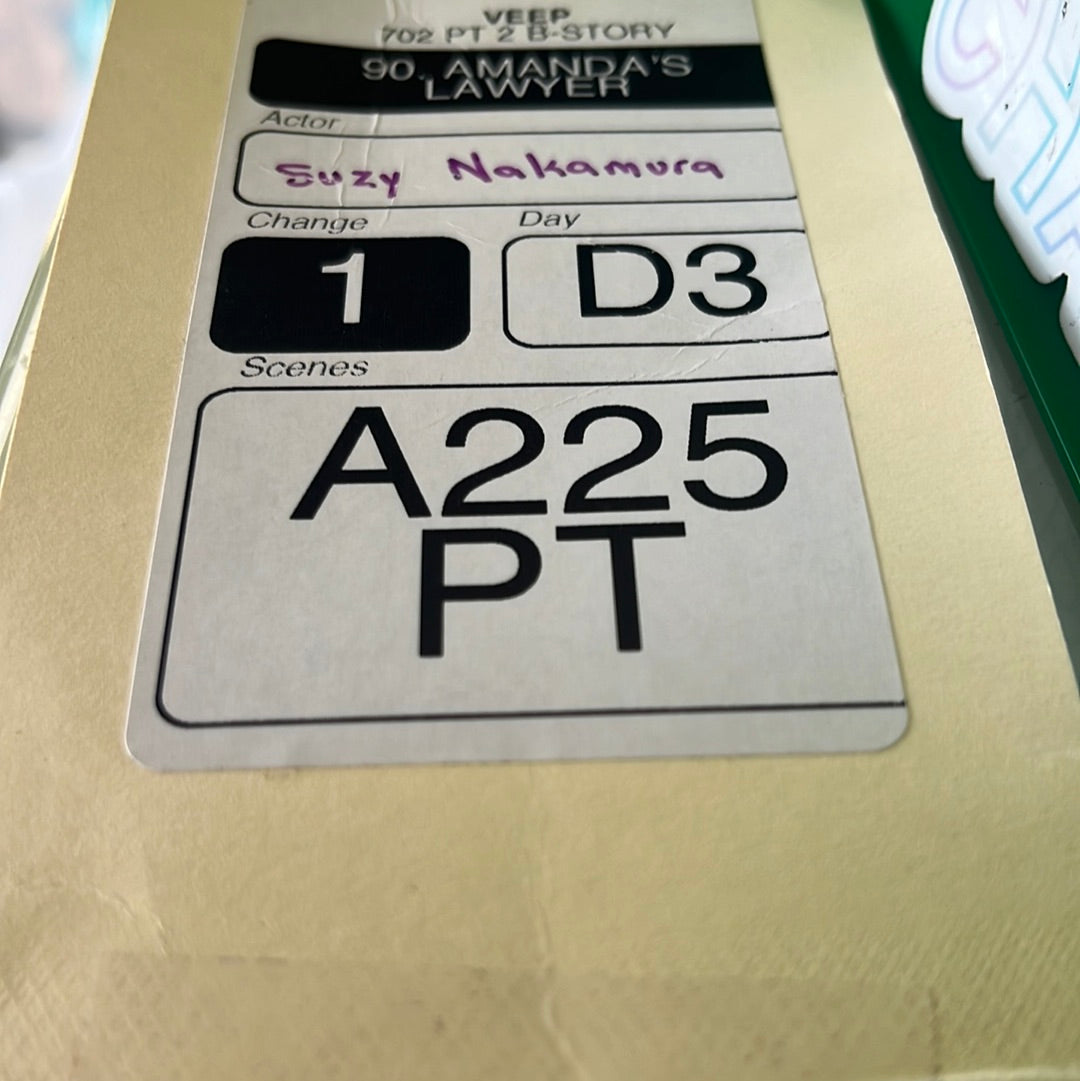 VEEP
702 PT 2 B-STORY
90. AMANDA'S
LAWYER
Actor
Suzy Nakamura
Change Day
1 D3
Scenes
A225
PT